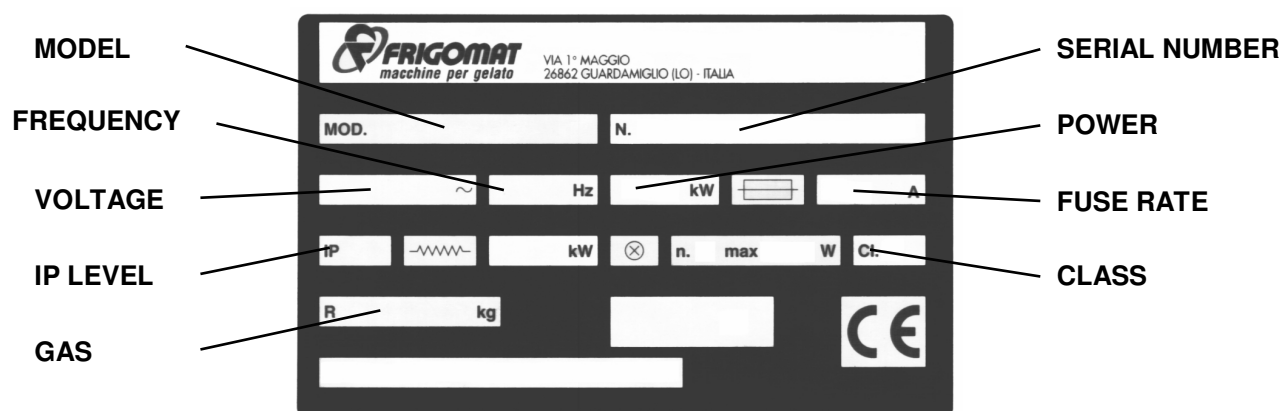 MODEL
FREQUENCY
VOLTAGE
IP LEVEL
GAS
FRIGOMAT
macchine per gelato
VIA 1° MAGGIO
26862 GUARDAMIGLIO (LO) - ITALIA
MOD. N.
~ Hz kW A
IP kW n. max W Cl.
R kg
CE
SERIAL NUMBER
POWER
FUSE RATE
CLASS